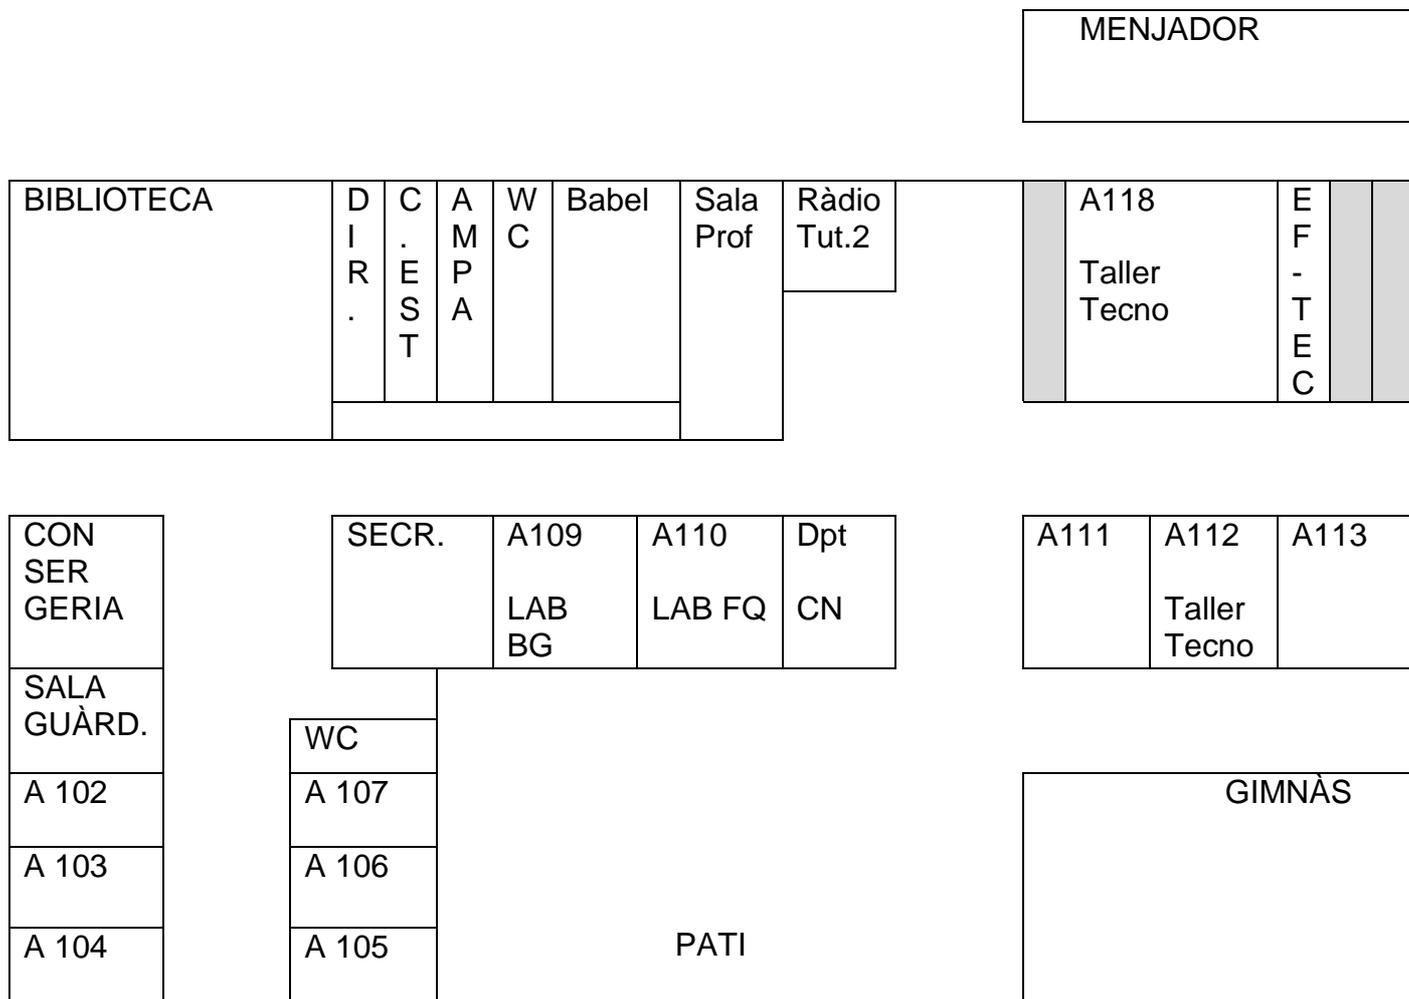 MENJADOR
BIBLIOTECA
D
I
R
.
C
.
E
S
T
A
M
P
A
W
C
Babel
Sala
Prof
Ràdio
Tut.2
A118
Taller
Tecno
E
F
-
T
E
C
CON
SER
GERIA
SECR.
A109
LAB
BG
A110
LAB FQ
Dpt
CN
A111
A112
Taller
Tecno
A113
SALA
GUÀRD.
WC
A 102
A 107
GIMNÀS
A 103
A 106
A 104
A 105
PATI